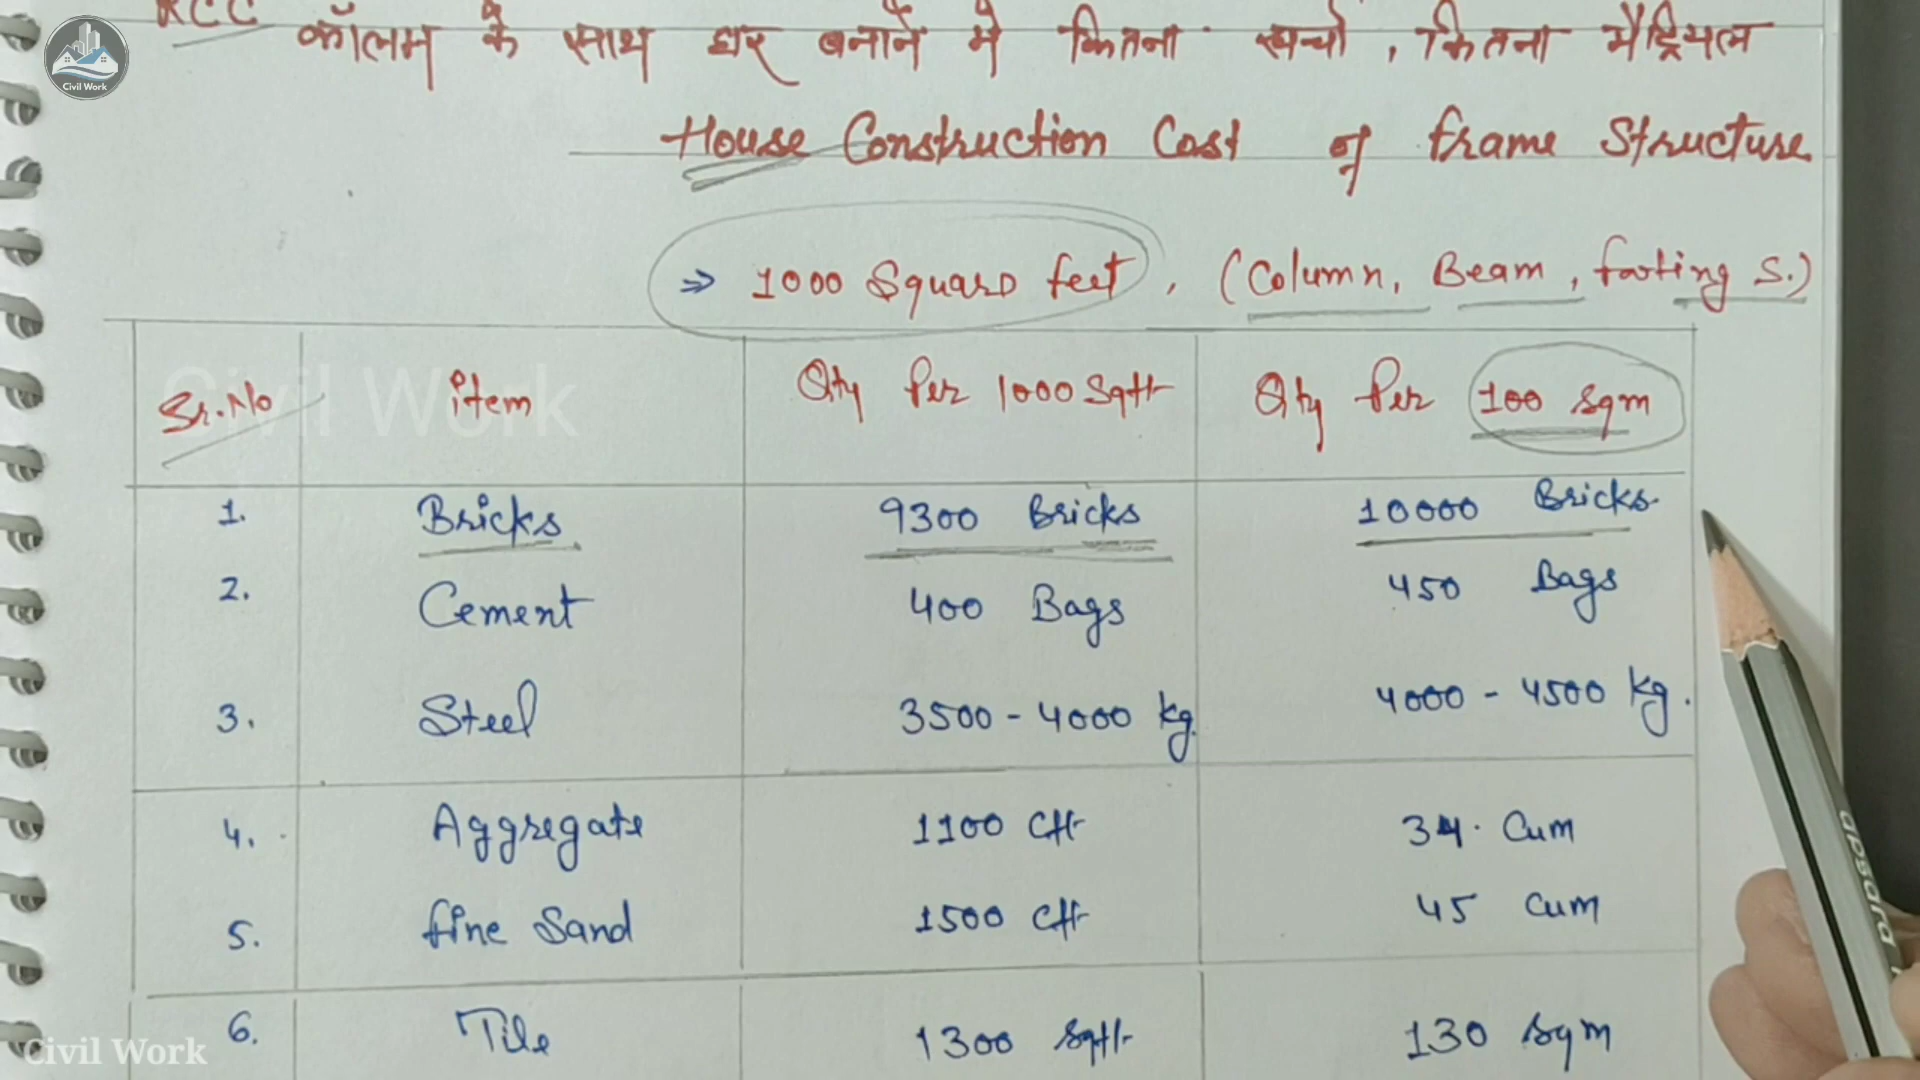 RCC कॉलम के साथ घर बनाने में कितना खर्चा, कितना मैट्रियल
Civil Work
House Construction Cost of frame Structure
⇒ 1000 Square feet, (Column, Beam, footing S.)
Sr.No item Qty Per 1000 Sqft Qty Per 100 sqm
Civil Work
1. Bricks 9300 Bricks 10000 Bricks
2. Cement 400 Bags 450 Bags
3. Steel 3500 - 4000 kg. 4000 - 4500 kg.
4. Aggregate 1100 Cft 34. Cum
5. fine Sand 1500 Cft 45 Cum
6. Tile 1300 Sqft 130 Sqm
Civil Work
apsara